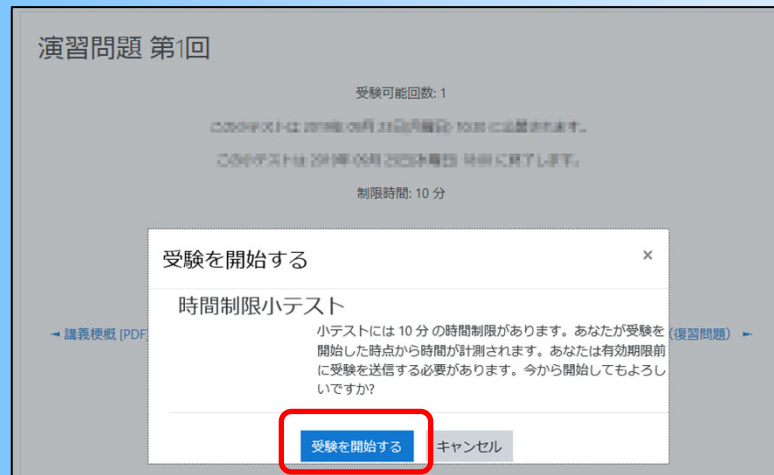 演習問題 第1回
受験可能回数: 1
制限時間: 10 分
受験を開始する
×
時間制限小テスト
小テストには 10 分 の時間制限があります。あなたが受験を
開始した時点から時間が計測されます。あなたは有効期限前
に受験を送信する必要があります。今から開始してもよろし
いですか?
◄ 講義梗概 [PDF
(復習問題) ►
受験を開始する
キャンセル